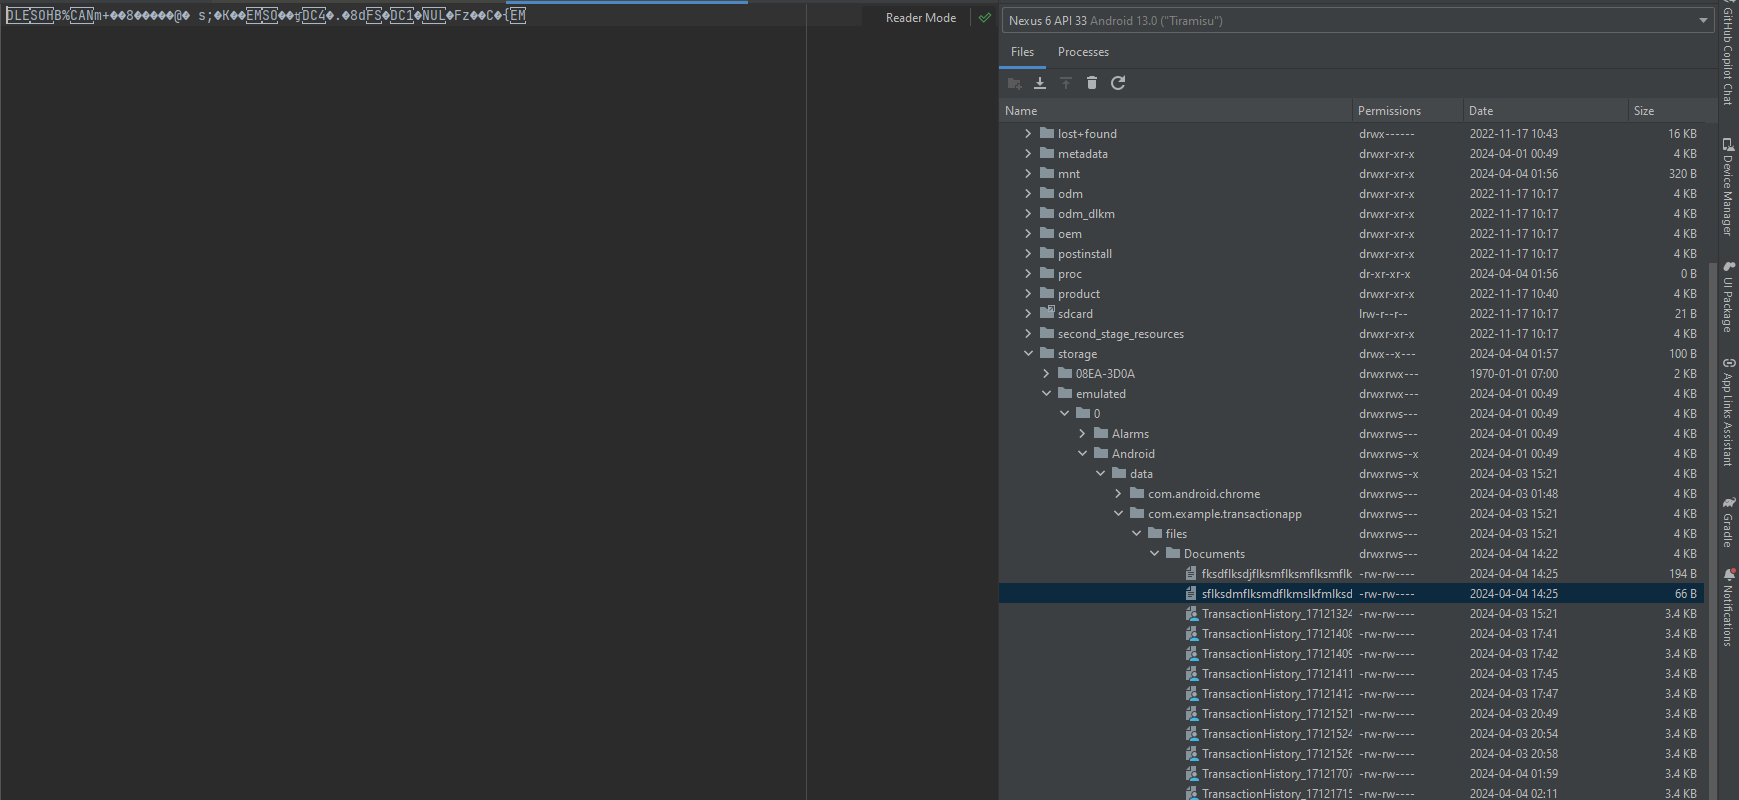 DLESOHB%CANm+��8�����@� s;�K��EMSO��ʧDC4�.�8dFS�DC1�NUL�Fz��C�{EM
Reader Mode
Nexus 6 API 33 Android 13.0 ("Tiramisu")
Files Processes
Name Permissions Date Size
lost+found drwx------ 2022-11-17 10:43 16 KB
metadata drwxr-xr-x 2024-04-01 00:49 4 KB
mnt drwxr-xr-x 2024-04-04 01:56 320 B
odm drwxr-xr-x 2022-11-17 10:17 4 KB
odm_dlkm drwxr-xr-x 2022-11-17 10:17 4 KB
oem drwxr-xr-x 2022-11-17 10:17 4 KB
postinstall drwxr-xr-x 2022-11-17 10:17 4 KB
proc dr-xr-xr-x 2024-04-04 01:56 0 B
product drwxr-xr-x 2022-11-17 10:40 4 KB
sdcard lrw-r--r-- 2022-11-17 10:17 21 B
second_stage_resources drwxr-xr-x 2022-11-17 10:17 4 KB
storage drwx--x--- 2024-04-04 01:57 100 B
08EA-3D0A drwxrwx--- 1970-01-01 07:00 2 KB
emulated drwxrwx--- 2024-04-01 00:49 4 KB
0 drwxrws--- 2024-04-01 00:49 4 KB
Alarms drwxrws--- 2024-04-01 00:49 4 KB
Android drwxrws--x 2024-04-01 00:49 4 KB
data drwxrws--x 2024-04-03 15:21 4 KB
com.android.chrome drwxrws--- 2024-04-03 01:48 4 KB
com.example.transactionapp drwxrws--- 2024-04-03 15:21 4 KB
files drwxrws--- 2024-04-03 15:21 4 KB
Documents drwxrws--- 2024-04-04 14:22 4 KB
fksdflksdjflksmflksmflksmflk -rw-rw---- 2024-04-04 14:25 194 B
sflksdmflksmdflkmslkfmlksd -rw-rw---- 2024-04-04 14:25 66 B
TransactionHistory_17121324 -rw-rw---- 2024-04-03 15:21 3.4 KB
TransactionHistory_17121408 -rw-rw---- 2024-04-03 17:41 3.4 KB
TransactionHistory_17121409 -rw-rw---- 2024-04-03 17:42 3.4 KB
TransactionHistory_17121411 -rw-rw---- 2024-04-03 17:45 3.4 KB
TransactionHistory_17121412 -rw-rw---- 2024-04-03 17:47 3.4 KB
TransactionHistory_17121521 -rw-rw---- 2024-04-03 20:49 3.4 KB
TransactionHistory_17121524 -rw-rw---- 2024-04-03 20:54 3.4 KB
TransactionHistory_17121526 -rw-rw---- 2024-04-03 20:58 3.4 KB
TransactionHistory_17121707 -rw-rw---- 2024-04-04 01:59 3.4 KB
TransactionHistory_17121715 -rw-rw---- 2024-04-04 02:11 3.4 KB
GitHub Copilot Chat
Device Manager
UI Package
App Links Assistant
Gradle
Notifications